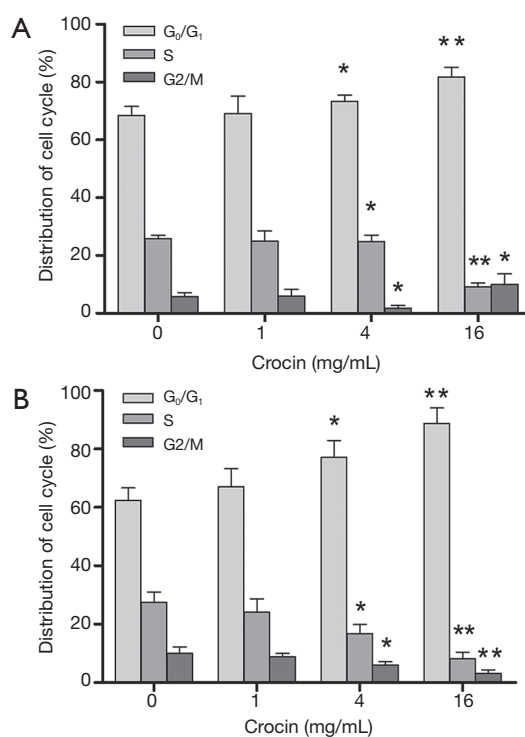 A
100
80
60
40
20
0
Distribution of cell cycle (%)
G₀/G₁
S
G2/M
*
**
*
**
*
*
0 1 4 16
Crocin (mg/mL)
B
100
80
60
40
20
0
Distribution of cell cycle (%)
G₀/G₁
S
G2/M
*
**
*
**
*
**
0 1 4 16
Crocin (mg/mL)